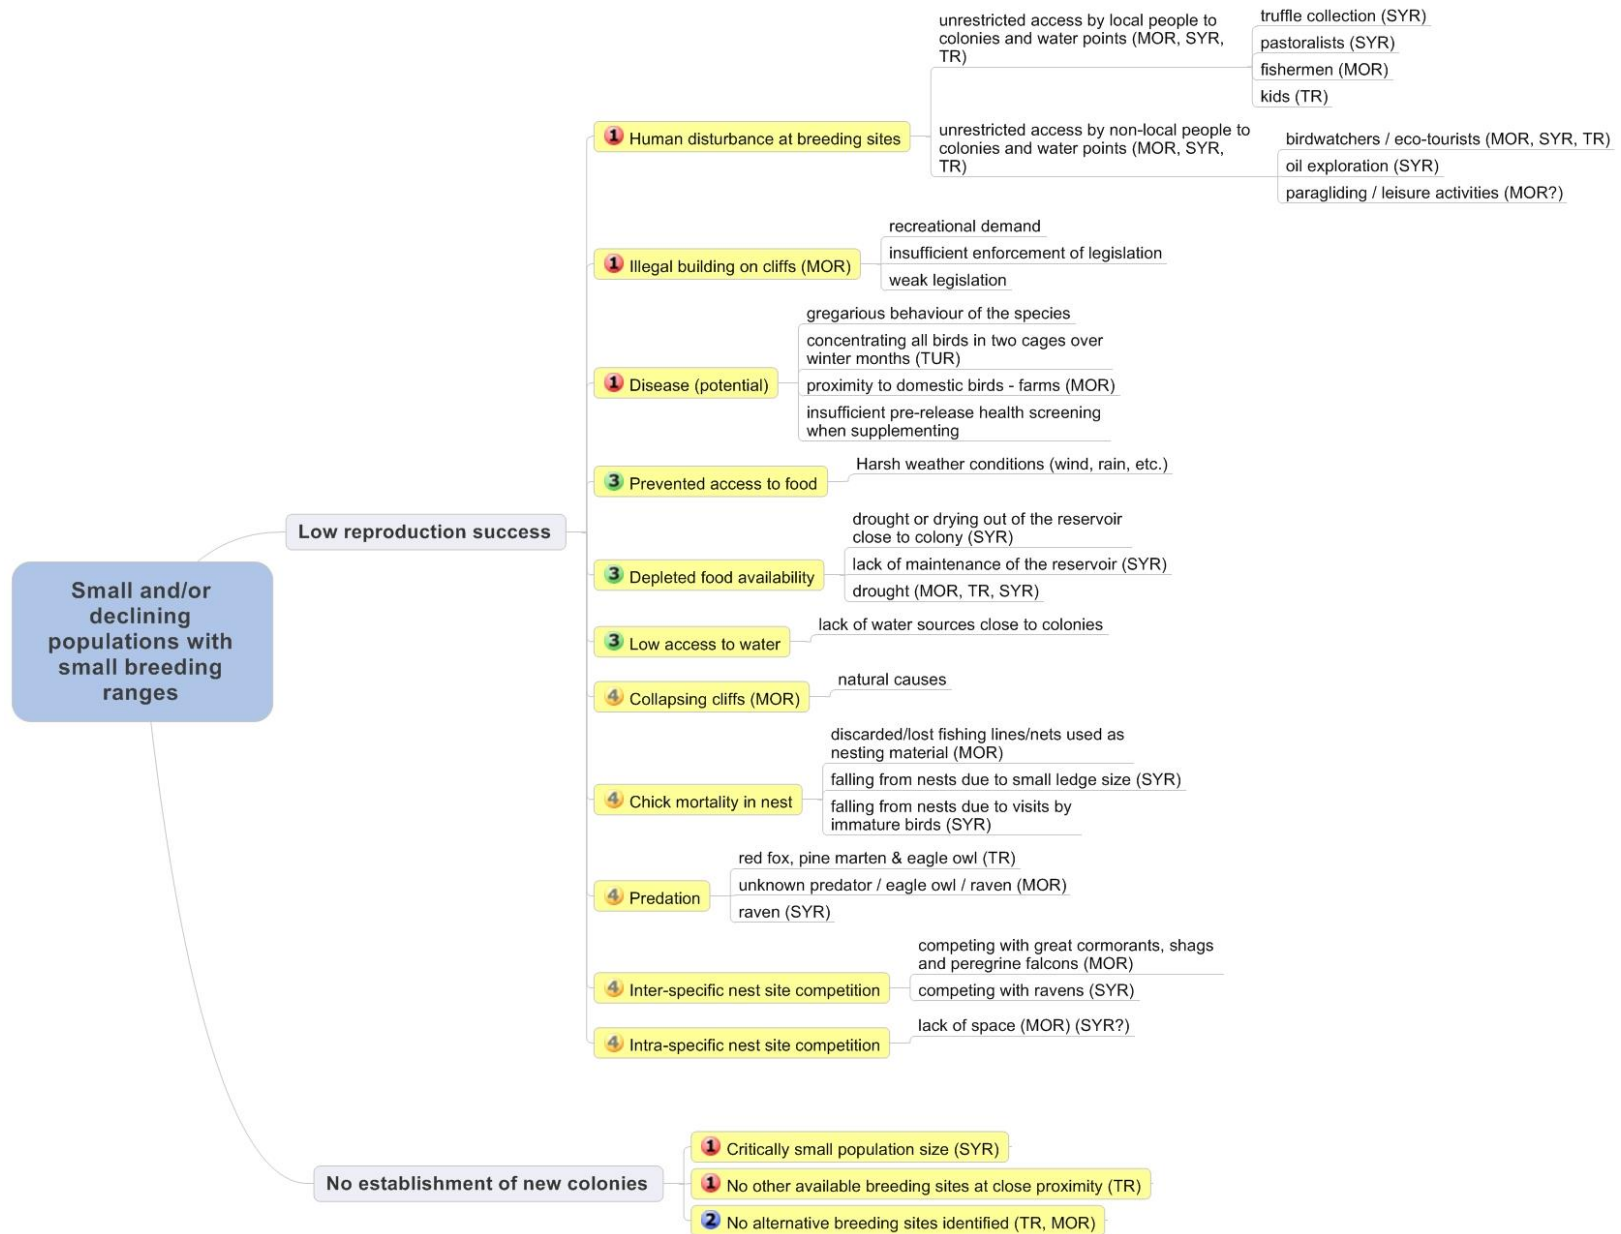 Small and/or
declining
populations with
small breeding
ranges
Low reproduction success
1 Human disturbance at breeding sites
unrestricted access by local people to
colonies and water points (MOR, SYR,
TR)
truffle collection (SYR)
pastoralists (SYR)
fishermen (MOR)
kids (TR)
unrestricted access by non-local people to
colonies and water points (MOR, SYR,
TR)
birdwatchers / eco-tourists (MOR, SYR, TR)
oil exploration (SYR)
paragliding / leisure activities (MOR?)
1 Illegal building on cliffs (MOR)
recreational demand
insufficient enforcement of legislation
weak legislation
1 Disease (potential)
gregarious behaviour of the species
concentrating all birds in two cages over
winter months (TUR)
proximity to domestic birds - farms (MOR)
insufficient pre-release health screening
when supplementing
3 Prevented access to food
Harsh weather conditions (wind, rain, etc.)
3 Depleted food availability
drought or drying out of the reservoir
close to colony (SYR)
lack of maintenance of the reservoir (SYR)
drought (MOR, TR, SYR)
3 Low access to water
lack of water sources close to colonies
4 Collapsing cliffs (MOR)
natural causes
4 Chick mortality in nest
discarded/lost fishing lines/nets used as
nesting material (MOR)
falling from nests due to small ledge size (SYR)
falling from nests due to visits by
immature birds (SYR)
4 Predation
red fox, pine marten & eagle owl (TR)
unknown predator / eagle owl / raven (MOR)
raven (SYR)
4 Inter-specific nest site competition
competing with great cormorants, shags
and peregrine falcons (MOR)
competing with ravens (SYR)
4 Intra-specific nest site competition
lack of space (MOR) (SYR?)
No establishment of new colonies
1 Critically small population size (SYR)
1 No other available breeding sites at close proximity (TR)
2 No alternative breeding sites identified (TR, MOR)